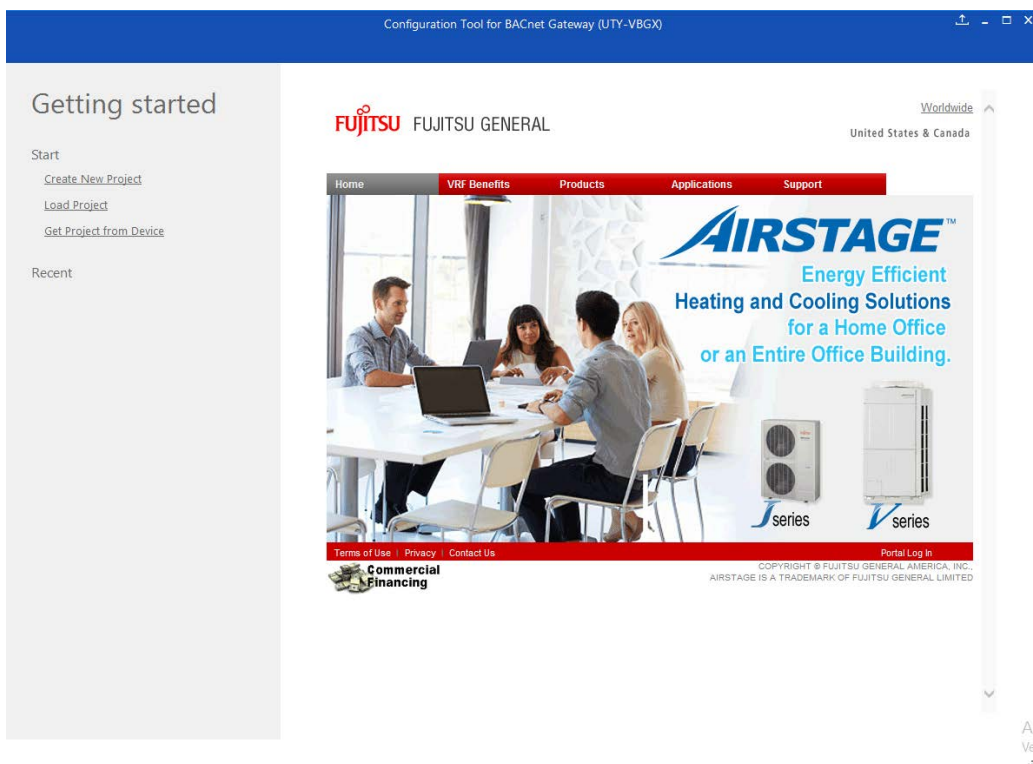 Configuration Tool for BACnet Gateway (UTY-VBGX)
Getting started
Start
Create New Project
Load Project
Get Project from Device
Recent
FUJITSU FUJITSU GENERAL
Worldwide
United States & Canada
Home VRF Benefits Products Applications Support
AIRSTAGE™
Energy Efficient
Heating and Cooling Solutions
for a Home Office
or an Entire Office Building.
J series V series
Terms of Use | Privacy | Contact Us Portal Log In
Commercial
Financing
COPYRIGHT © FUJITSU GENERAL AMERICA, INC.,
AIRSTAGE IS A TRADEMARK OF FUJITSU GENERAL LIMITED
A
Ve